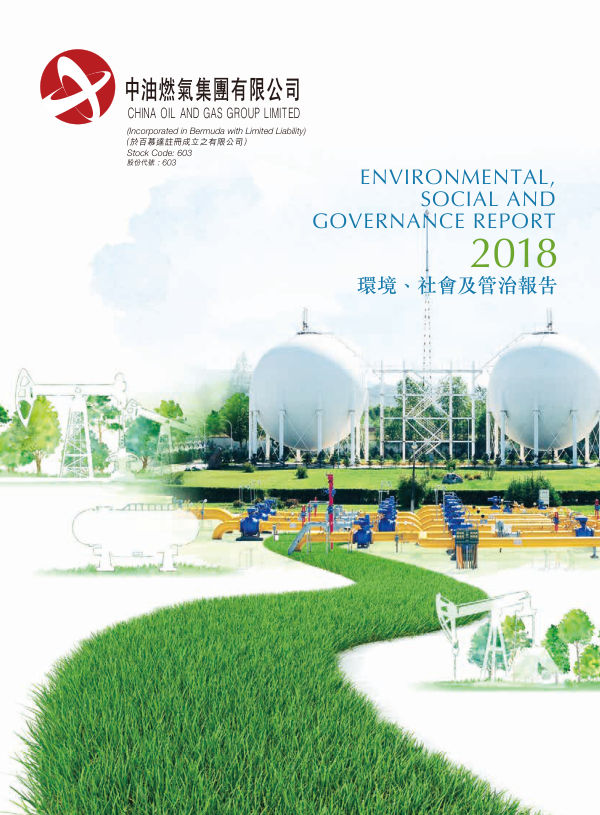 中油燃氣集團有限公司
CHINA OIL AND GAS GROUP LIMITED
(Incorporated in Bermuda with Limited Liability)
(於百慕達註冊成立之有限公司)
Stock Code: 603
股份代號：603
ENVIRONMENTAL,
SOCIAL AND
GOVERNANCE REPORT
2018
環境、社會及管治報告